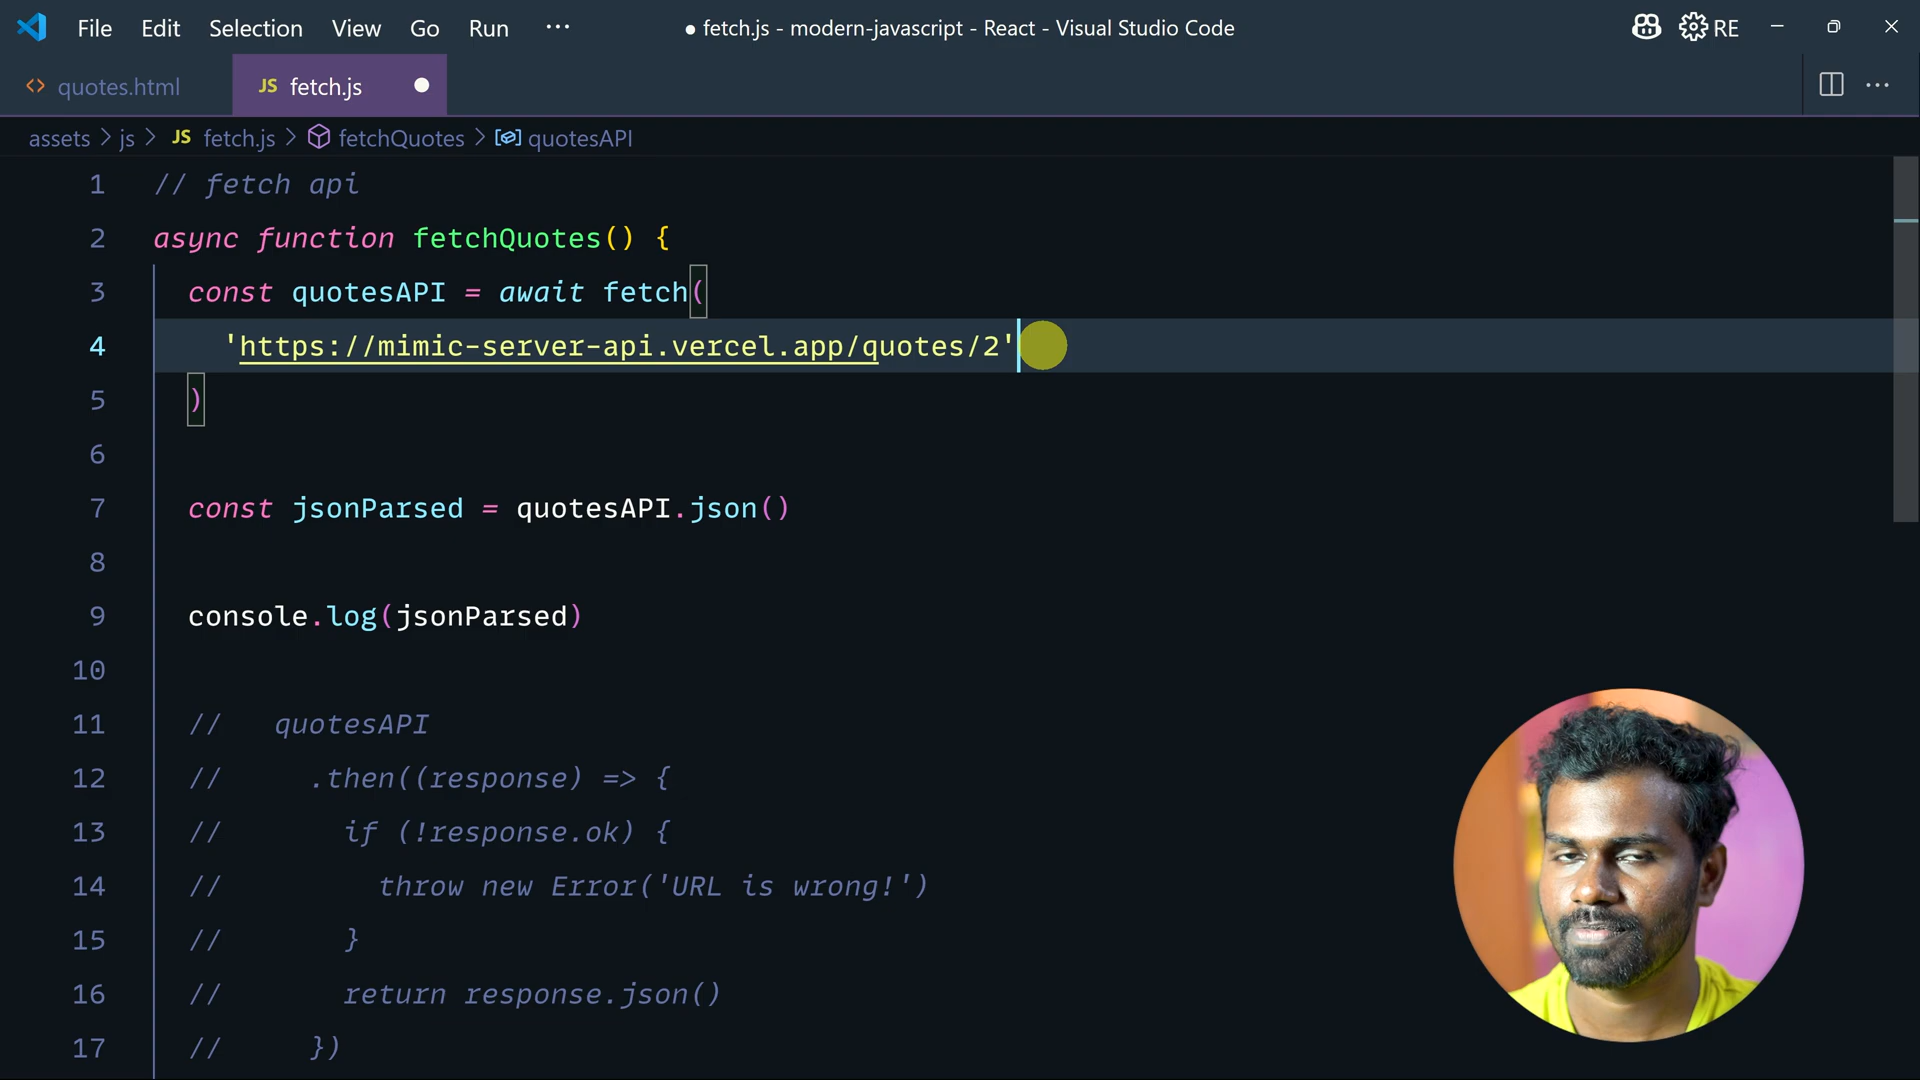 File Edit Selection View Go Run ··· ● fetch.js - modern-javascript - React - Visual Studio Code RE
<> quotes.html JS fetch.js ● ···
assets > js > JS fetch.js > fetchQuotes > quotesAPI
1 // fetch api
2 async function fetchQuotes() {
3 const quotesAPI = await fetch(
4 'https://mimic-server-api.vercel.app/quotes/2'
5 )
6
7 const jsonParsed = quotesAPI.json()
8
9 console.log(jsonParsed)
10
11 // quotesAPI
12 // .then((response) => {
13 // if (!response.ok) {
14 // throw new Error('URL is wrong!')
15 // }
16 // return response.json()
17 // })